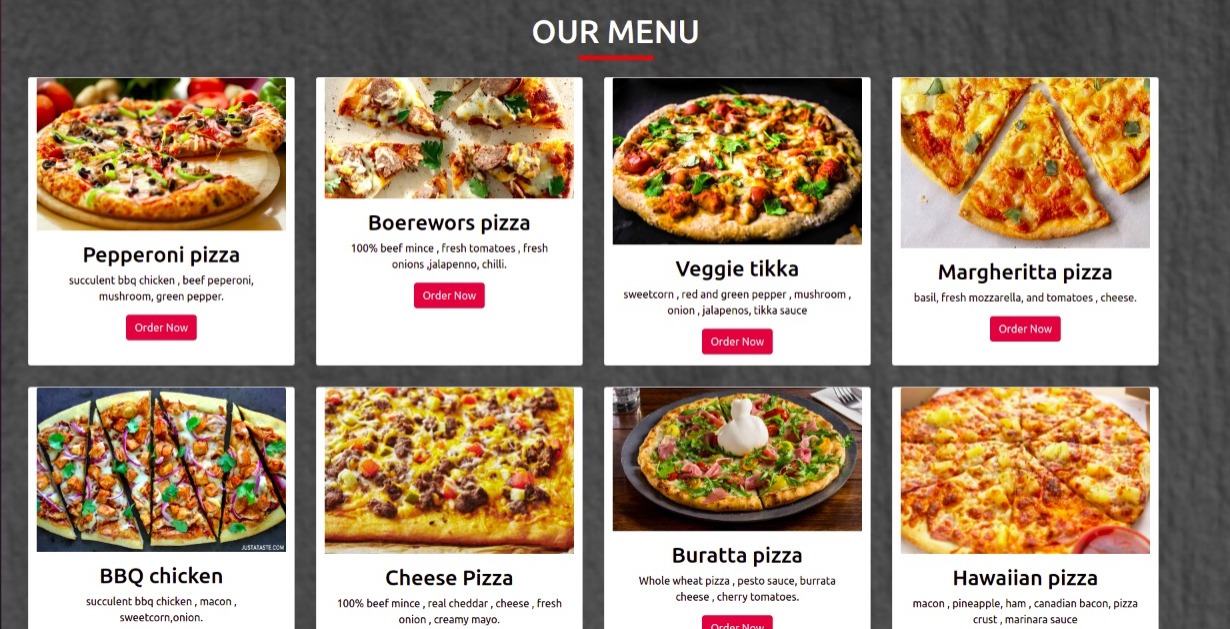 OUR MENU
Pepperoni pizza
succulent bbq chicken , beef peperoni,
mushroom, green pepper.
Order Now
Boerewors pizza
100% beef mince , fresh tomatoes , fresh
onions ,jalapenno, chilli.
Order Now
Veggie tikka
sweetcorn , red and green pepper , mushroom ,
onion , jalapenos, tikka sauce
Order Now
Margheritta pizza
basil, fresh mozzarella, and tomatoes , cheese.
Order Now
JUSTATASTE.COM
BBQ chicken
succulent bbq chicken , macon ,
sweetcorn,onion.
Cheese Pizza
100% beef mince , real cheddar , cheese , fresh
onion , creamy mayo.
Buratta pizza
Whole wheat pizza , pesto sauce, burrata
cheese , cherry tomatoes.
Order Now
Hawaiian pizza
macon , pineapple, ham , canadian bacon, pizza
crust , marinara sauce